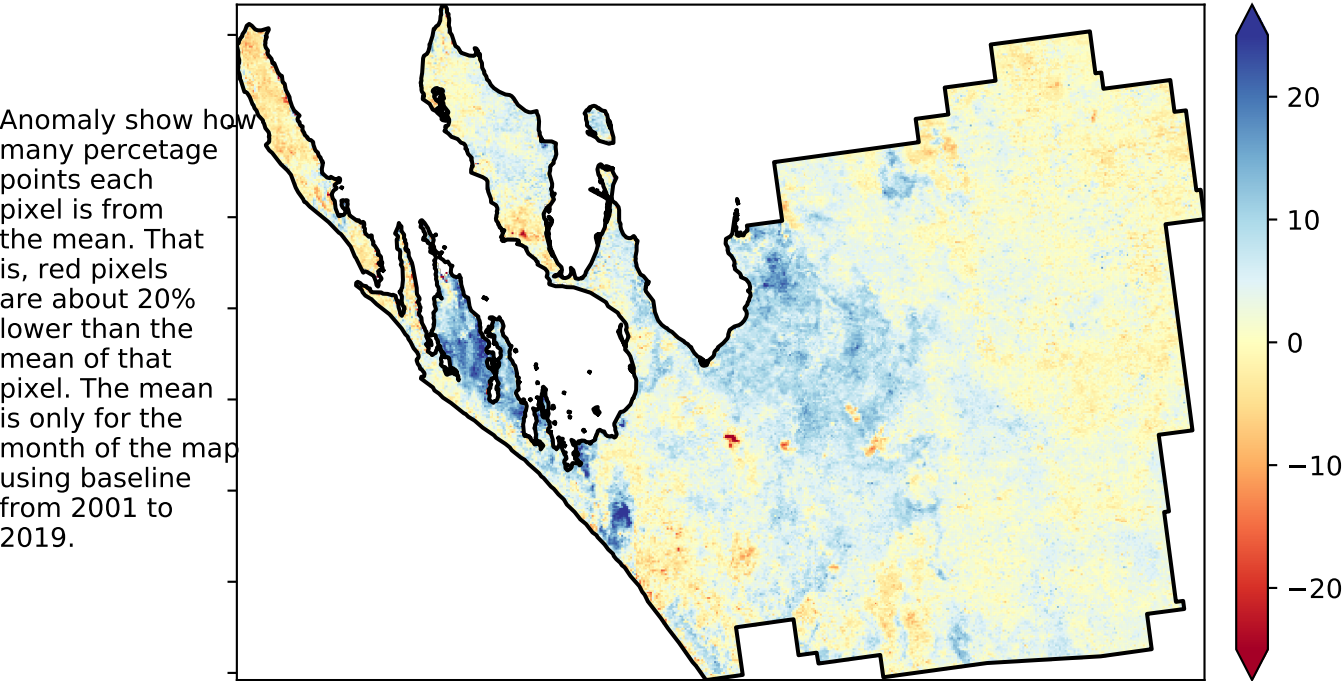 Anomaly show how
many percetage
points each
pixel is from
the mean. That
is, red pixels
are about 20%
lower than the
mean of that
pixel. The mean
is only for the
month of the map
using baseline
from 2001 to
2019.
20
10
0
−10
−20